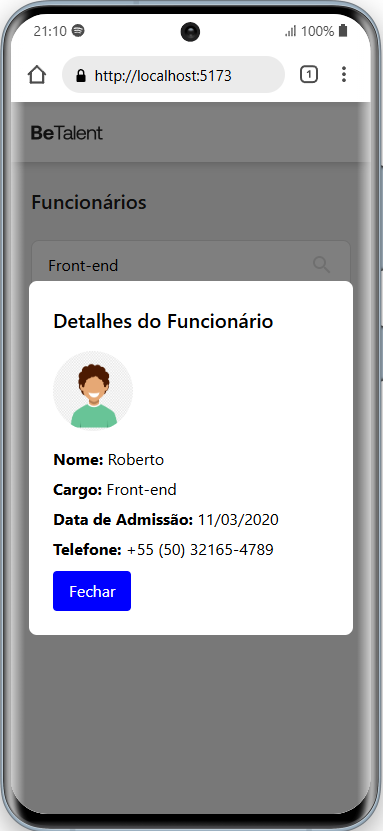 21:10 100%
http://localhost:5173 1
BeTalent
Funcionários
Front-end
Detalhes do Funcionário
Nome: Roberto
Cargo: Front-end
Data de Admissão: 11/03/2020
Telefone: +55 (50) 32165-4789
Fechar